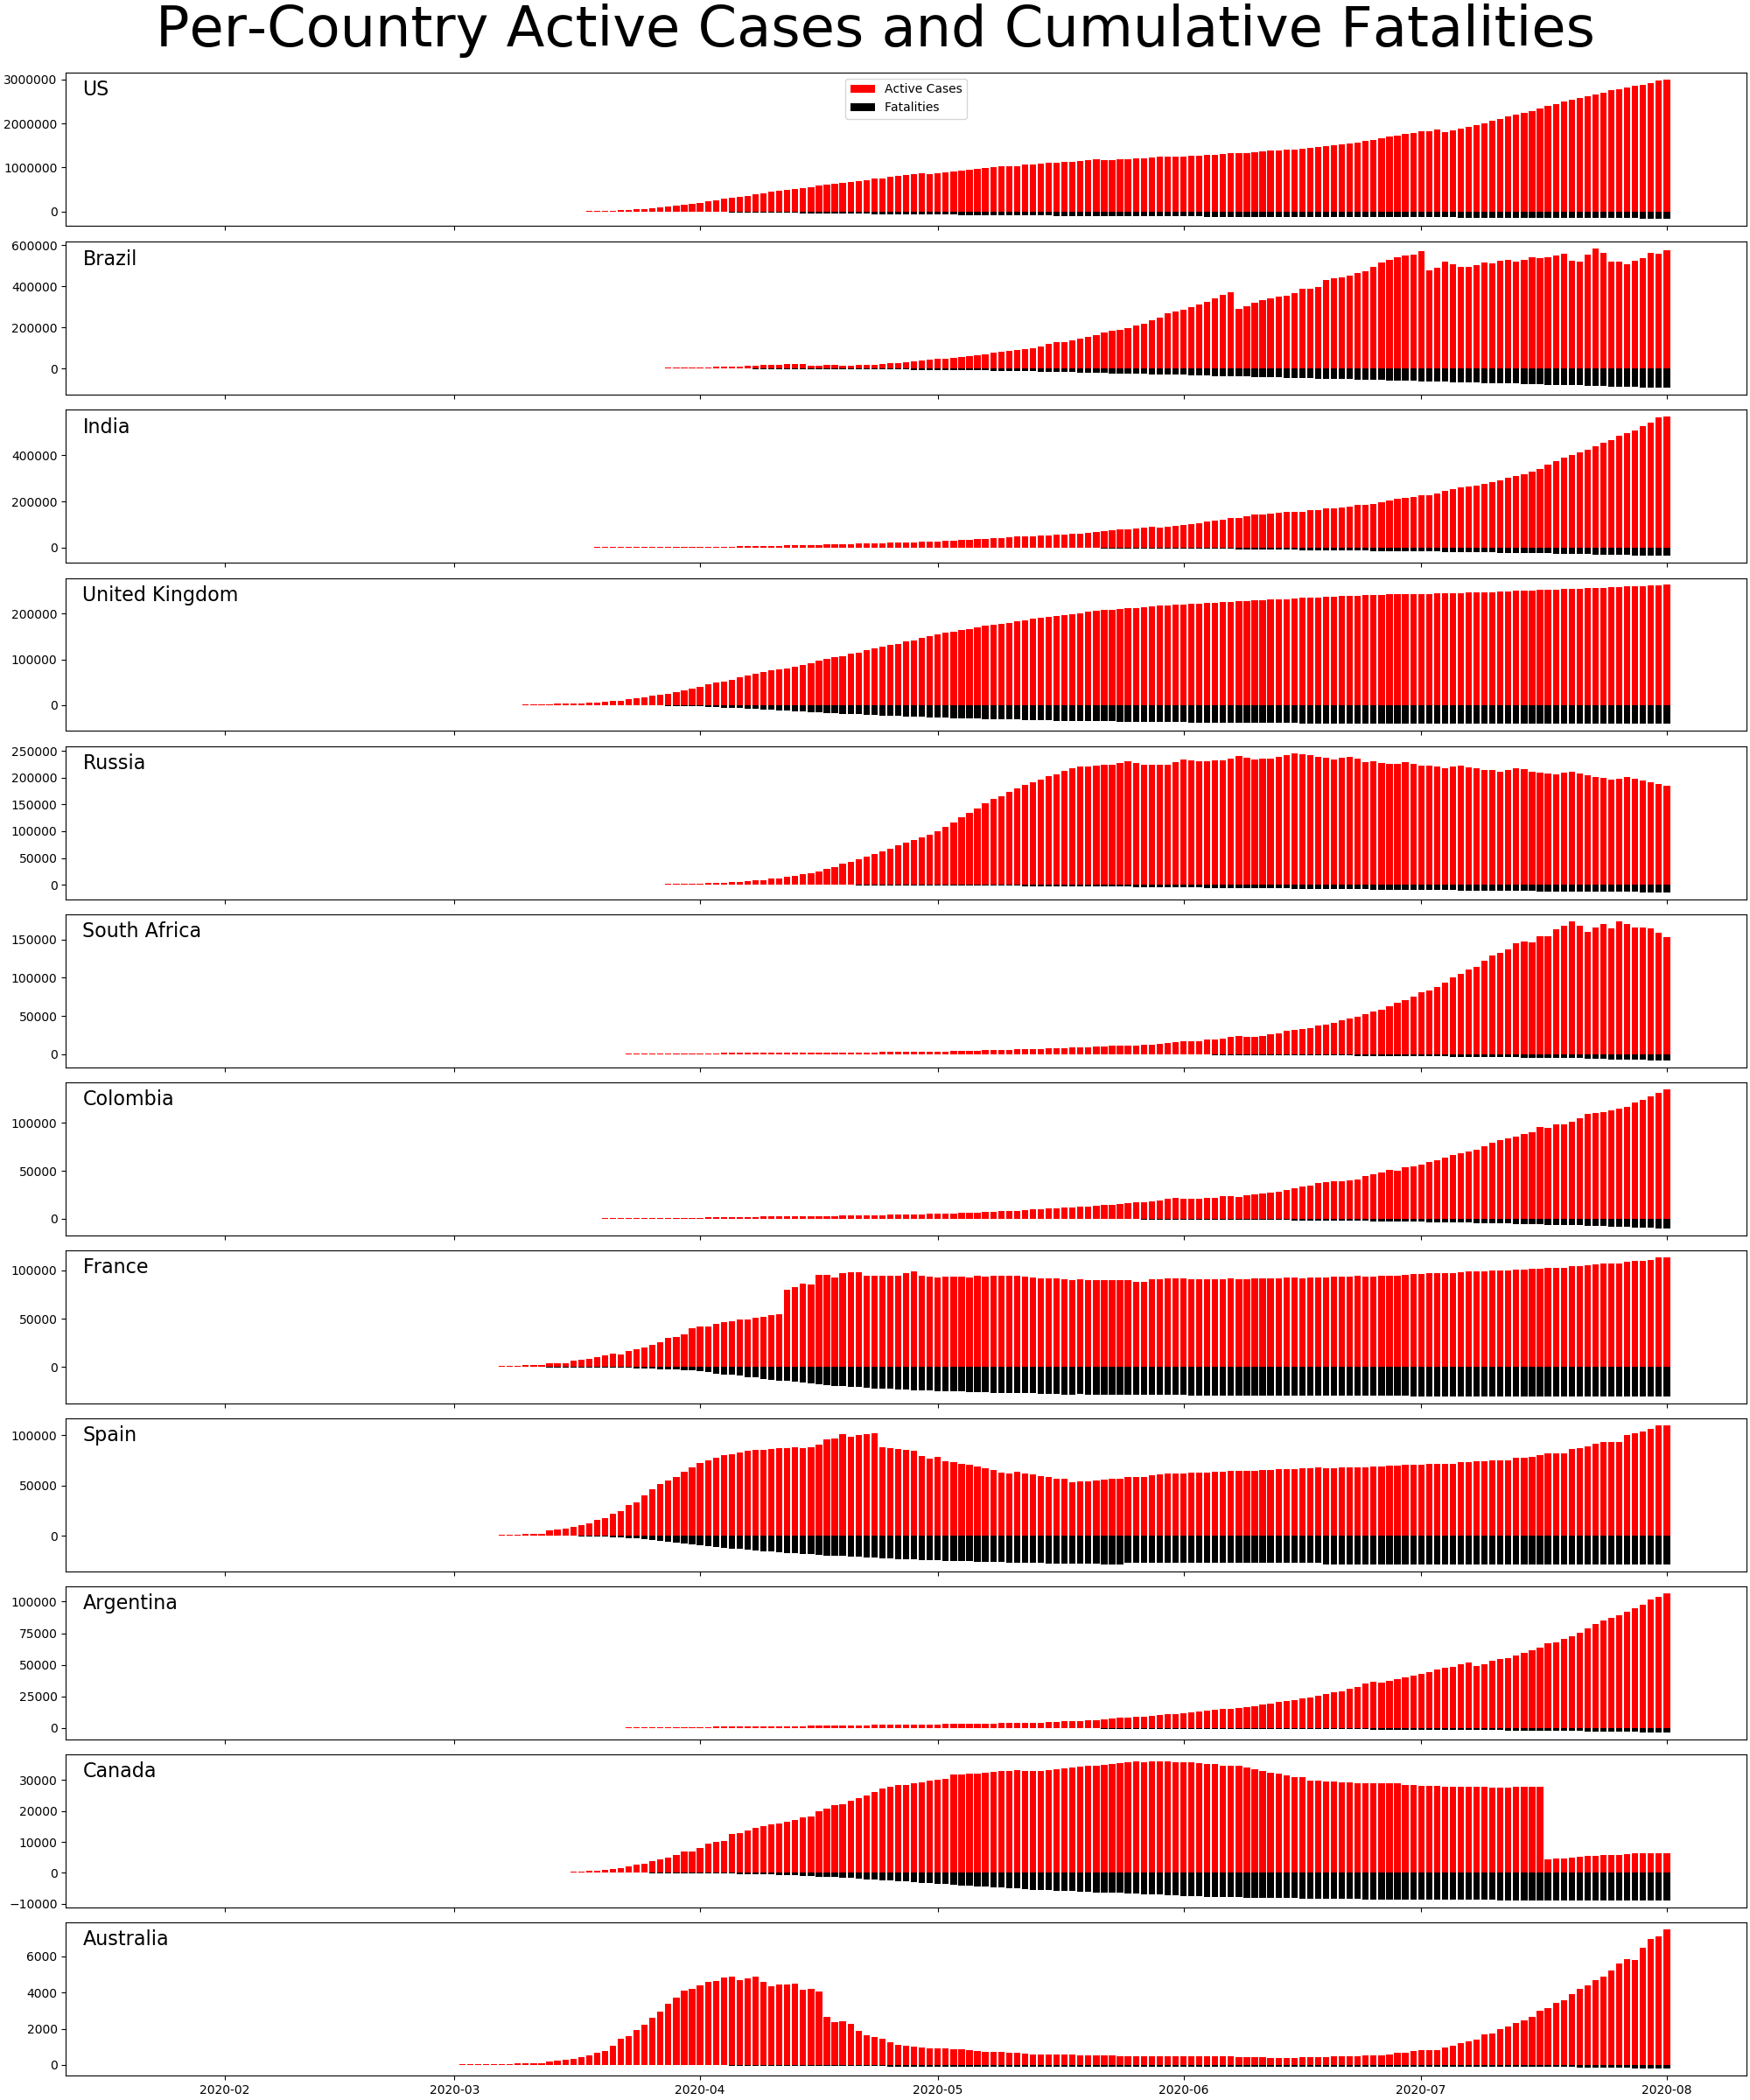 Per-Country Active Cases and Cumulative Fatalities
US
Active Cases
Fatalities
3000000
2000000
1000000
0
Brazil
600000
400000
200000
0
India
400000
200000
0
United Kingdom
200000
100000
0
Russia
250000
200000
150000
100000
50000
0
South Africa
150000
100000
50000
0
Colombia
100000
50000
0
France
100000
50000
0
Spain
100000
50000
0
Argentina
100000
75000
50000
25000
0
Canada
30000
20000
10000
0
−10000
Australia
6000
4000
2000
0
2020-02 2020-03 2020-04 2020-05 2020-06 2020-07 2020-08